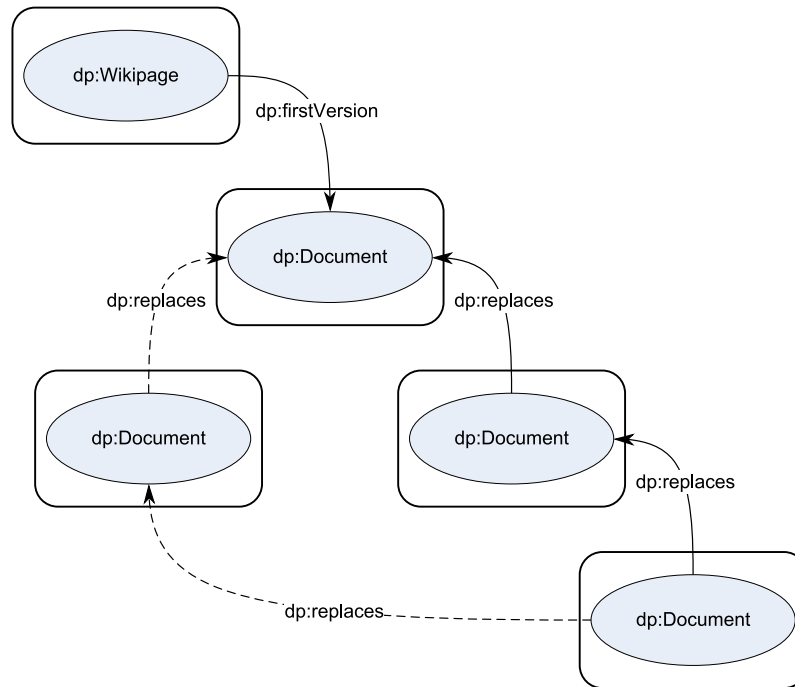 dp:Wikipage
dp:firstVersion
dp:Document
dp:replaces
dp:replaces
dp:Document
dp:Document
dp:replaces
dp:replaces
dp:Document